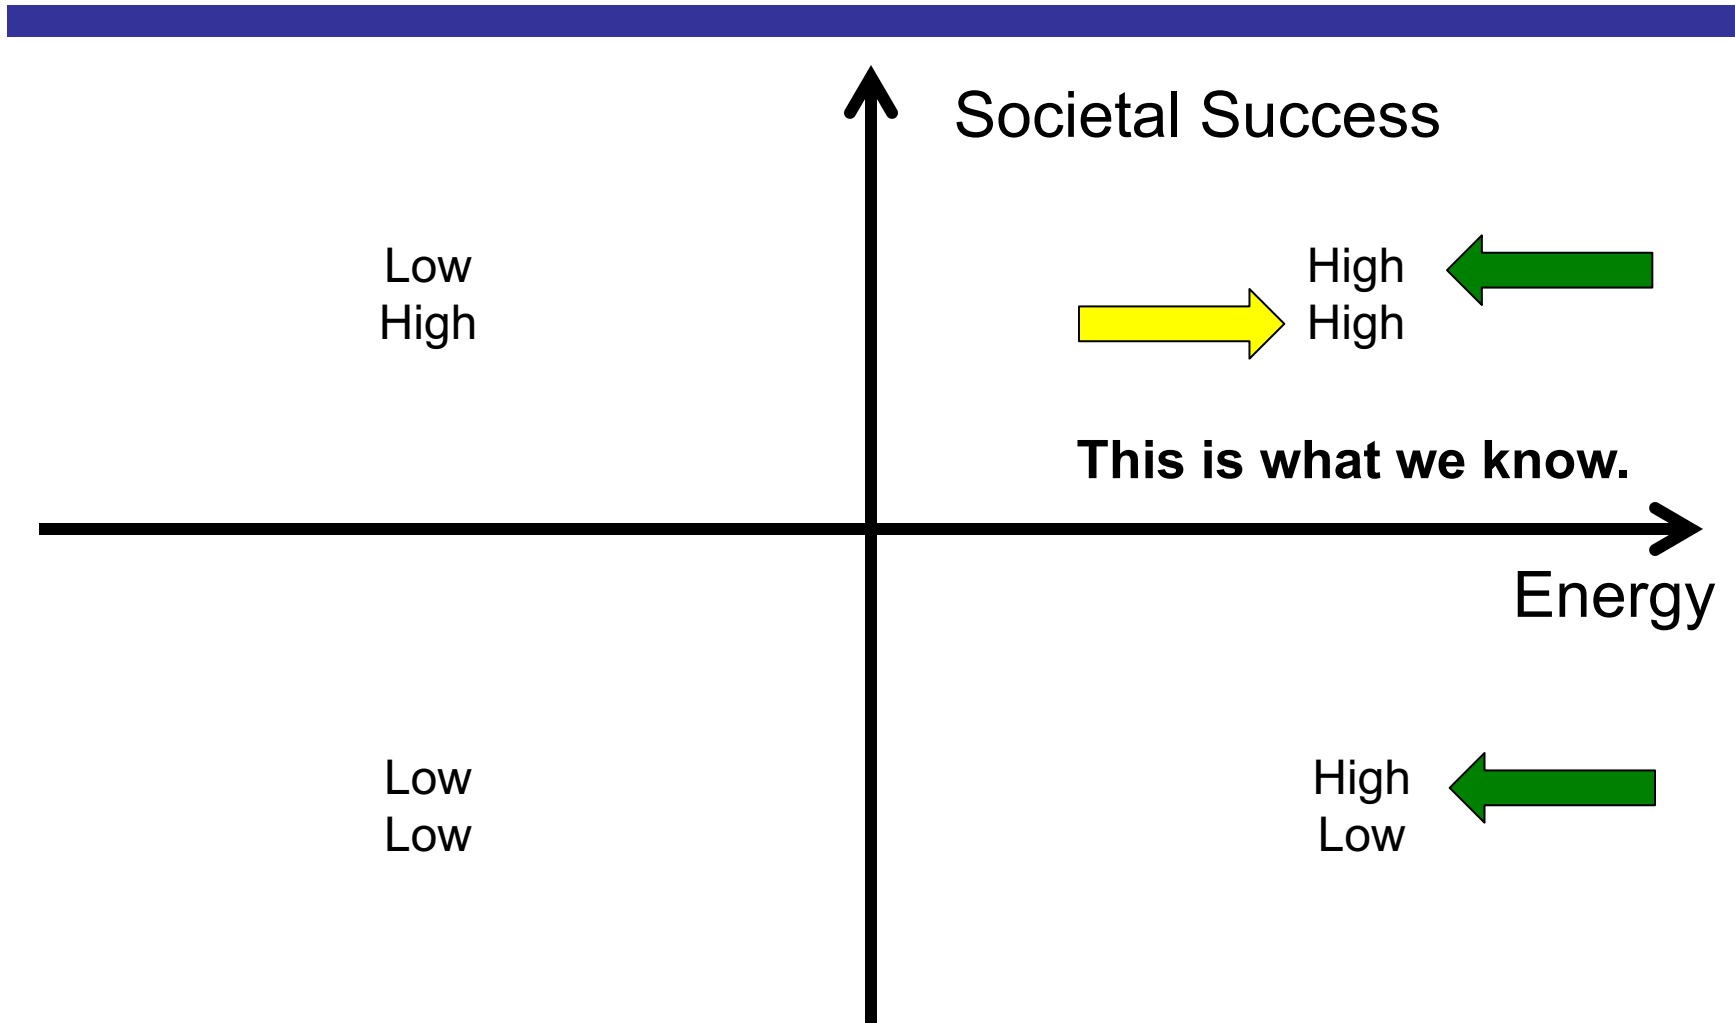 Societal Success
Low
High
High
High
This is what we know.
Energy
Low
Low
High
Low